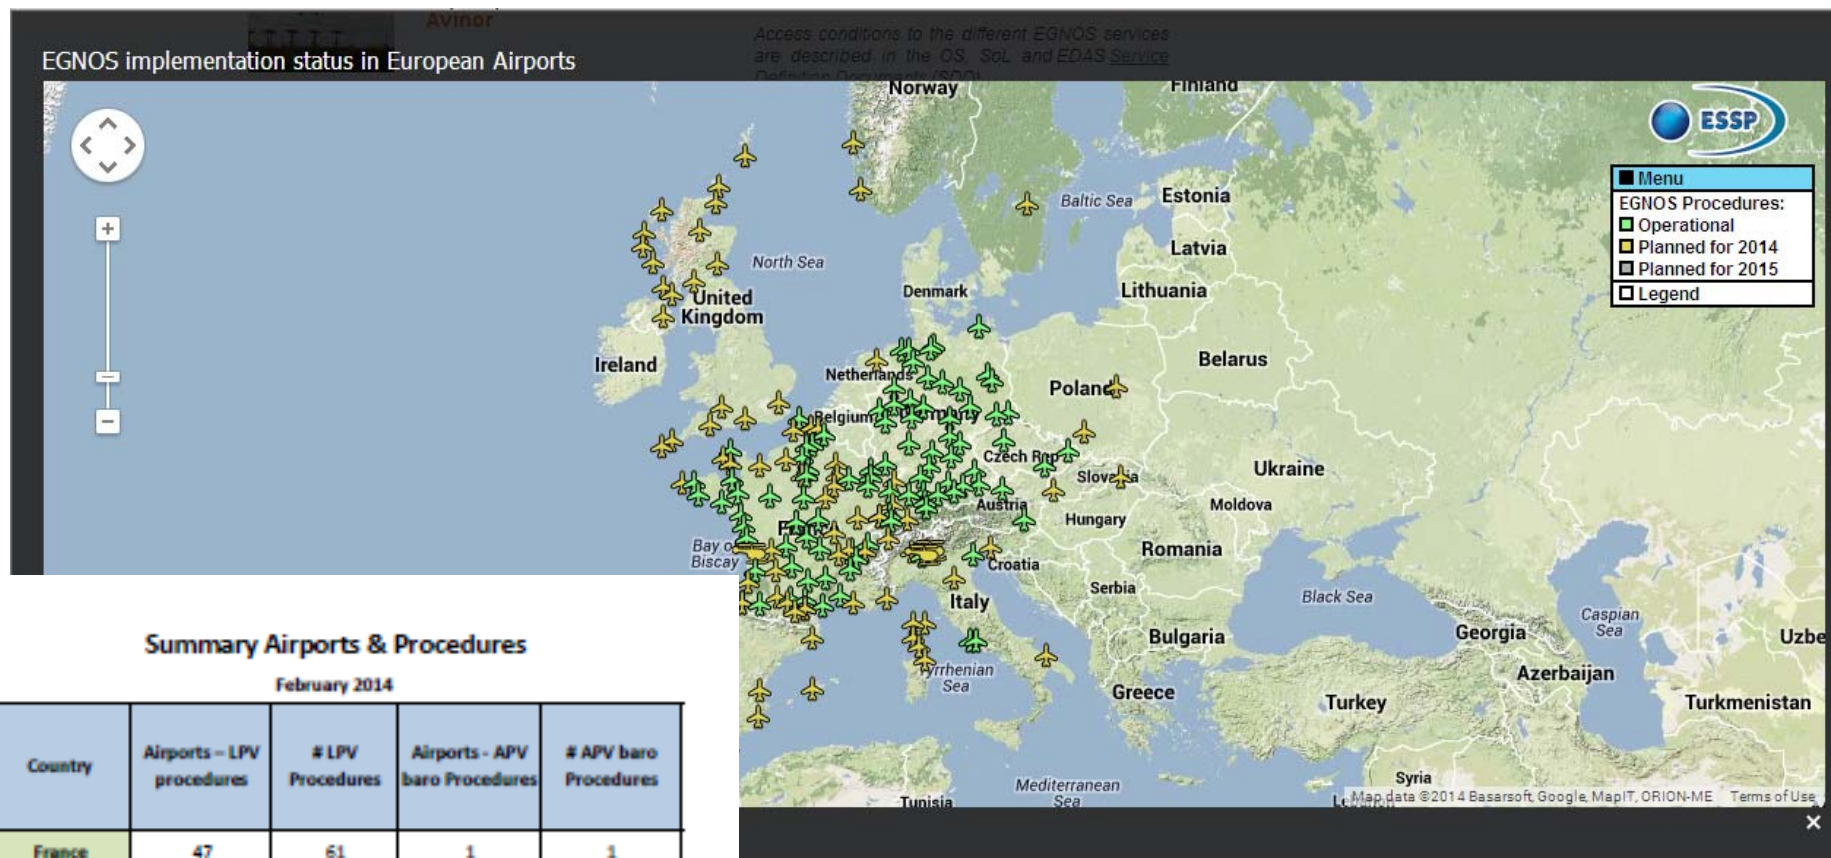 Avinor
Access conditions to the different EGNOS services
are described in the OS, SoL and EDAS Service
Definition Documents (SDD)
EGNOS implementation status in European Airports
Norway
Finland
ESSP
Menu
EGNOS Procedures:
Operational
Planned for 2014
Planned for 2015
Legend
Baltic Sea
Estonia
Latvia
North Sea
Denmark
Lithuania
United
Kingdom
Ireland
Netherlands
Belarus
Poland
Belgium
Germany
Czech Rep
Ukraine
Slovakia
Austria
Moldova
Hungary
France
Bay of
Biscay
Romania
Croatia
Serbia
Italy
Black Sea
Caspian
Sea
Bulgaria
Georgia
Uzbe
Azerbaijan
Tyrrhenian
Sea
Greece
Turkey
Turkmenistan
Mediterranean
Sea
Syria
Tunisia
Map data ©2014 Basarsoft, Google, MapIT, ORION-ME Terms of Use
Summary Airports & Procedures
February 2014
Country Airports – LPV procedures # LPV Procedures Airports - APV baro Procedures # APV baro Procedures
France 47 61 1 1